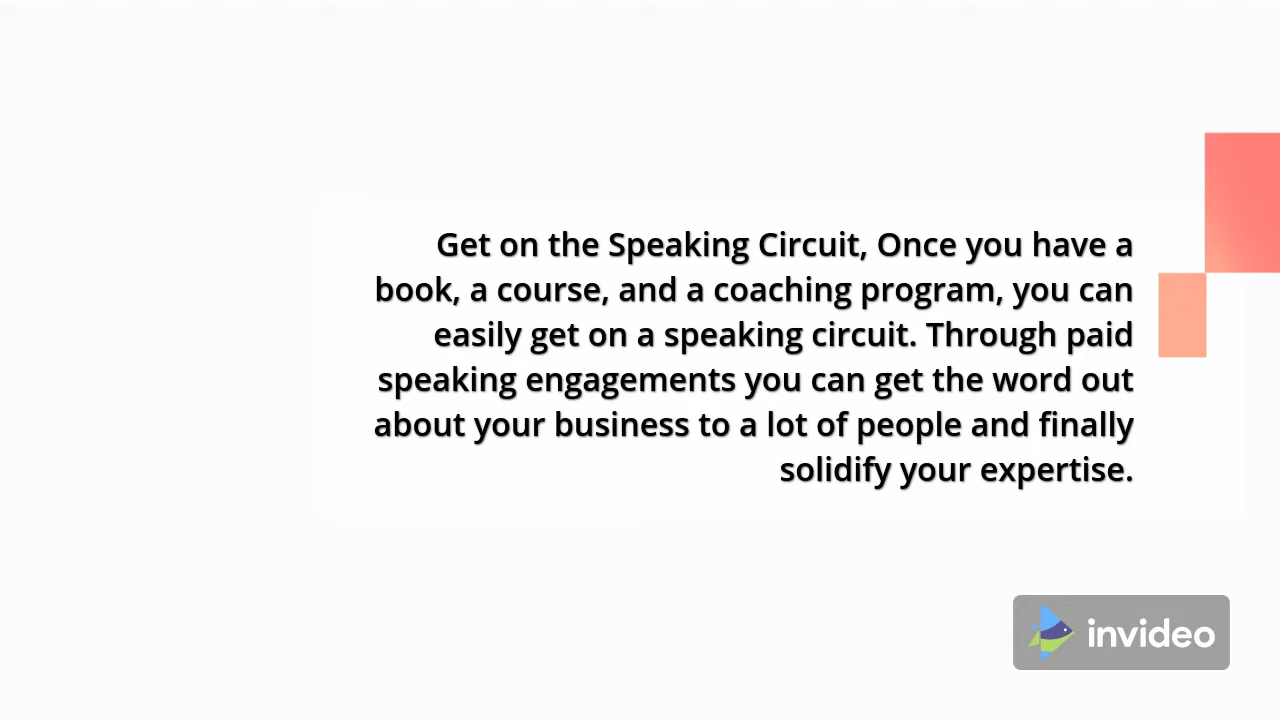 Get on the Speaking Circuit, Once you have a
book, a course, and a coaching program, you can
easily get on a speaking circuit. Through paid
speaking engagements you can get the word out
about your business to a lot of people and finally
solidify your expertise.
invideo